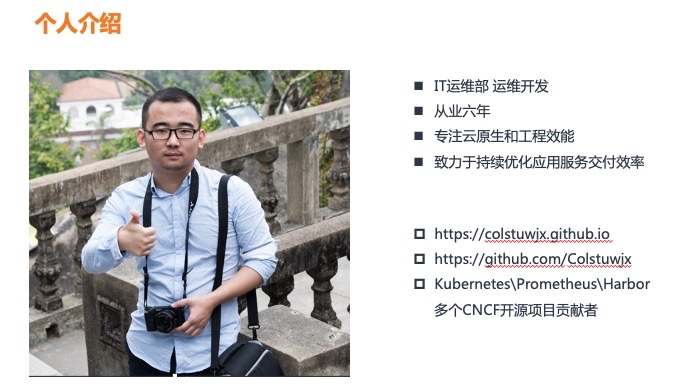 个人介绍
IT运维部 运维开发
从业六年
专注云原生和工程效能
致力于持续优化应用服务交付效率
https://colstuwjx.github.io
https://github.com/Colstuwjx
Kubernetes\Prometheus\Harbor
多个CNCF开源项目贡献者